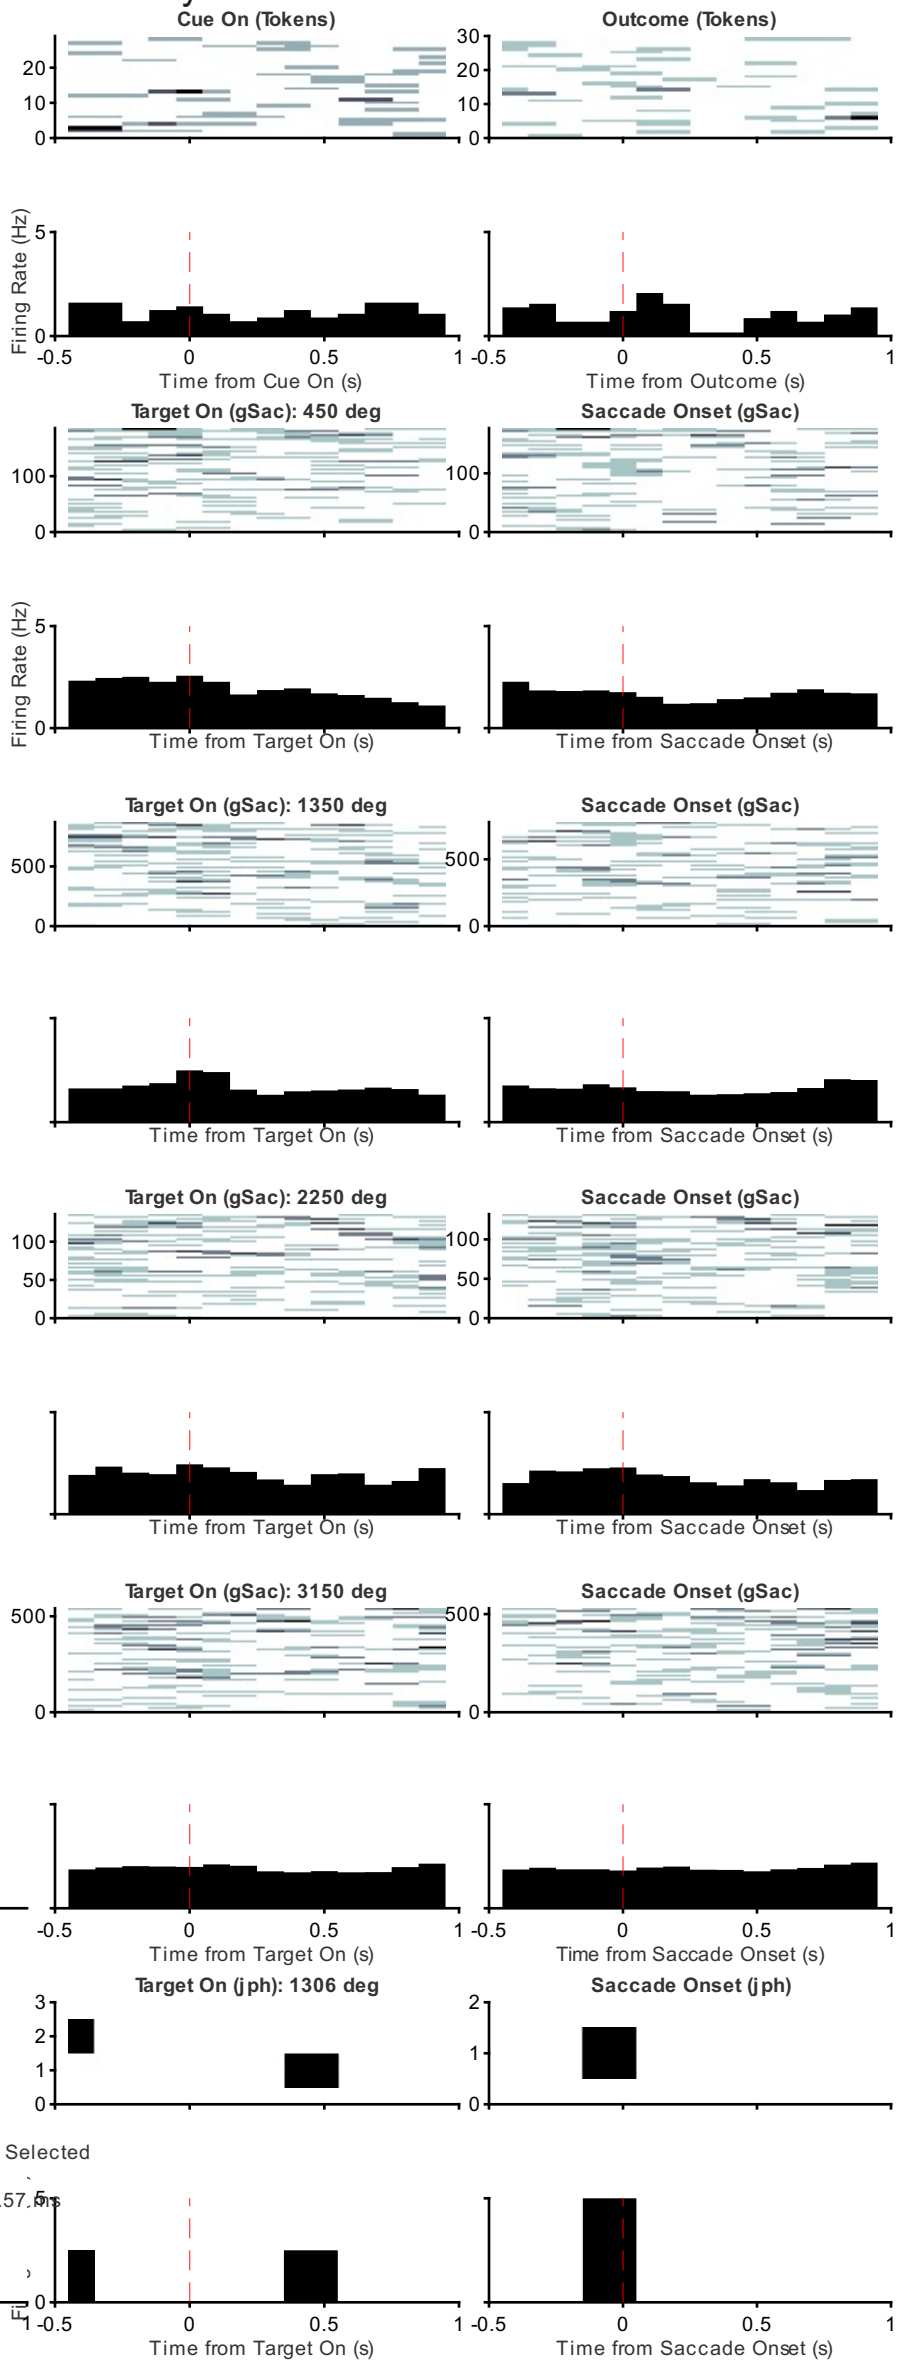 Cue On (Tokens)
Outcome (Tokens)
20
10
0
30
20
10
0
Firing Rate (Hz)
5
0
-0.5 0 0.5 1
-0.5 0 0.5 1
Time from Cue On (s)
Time from Outcome (s)
Target On (gSac): 450 deg
Saccade Onset (gSac)
100
0
100
0
Firing Rate (Hz)
5
0
Time from Target On (s)
Time from Saccade Onset (s)
Target On (gSac): 1350 deg
Saccade Onset (gSac)
500
0
500
0
Time from Target On (s)
Time from Saccade Onset (s)
Target On (gSac): 2250 deg
Saccade Onset (gSac)
100
50
0
100
50
0
Time from Target On (s)
Time from Saccade Onset (s)
Target On (gSac): 3150 deg
Saccade Onset (gSac)
500
0
500
0
-0.5 0 0.5 1
-0.5 0 0.5 1
Time from Target On (s)
Time from Saccade Onset (s)
Target On (jph): 1306 deg
Saccade Onset (jph)
3
2
1
0
2
1
0
Selected
.57 ms
5
0
1
-0.5 0 0.5 1
-0.5 0 0.5 1
Time from Target On (s)
Time from Saccade Onset (s)